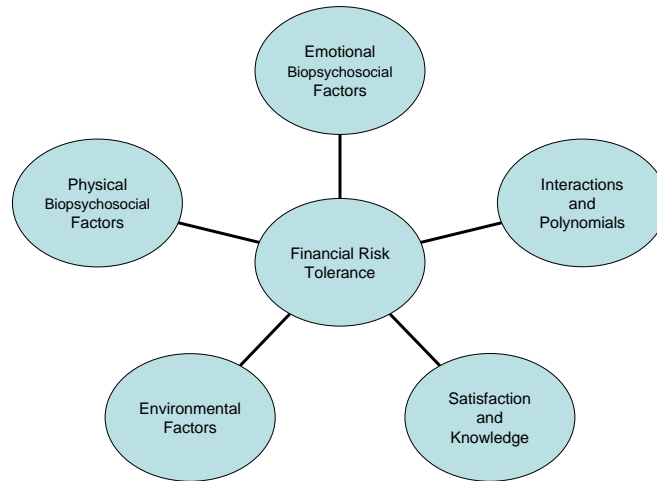 Emotional
Biopsychosocial
Factors
Physical
Biopsychosocial
Factors
Interactions
and
Polynomials
Financial Risk
Tolerance
Environmental
Factors
Satisfaction
and
Knowledge